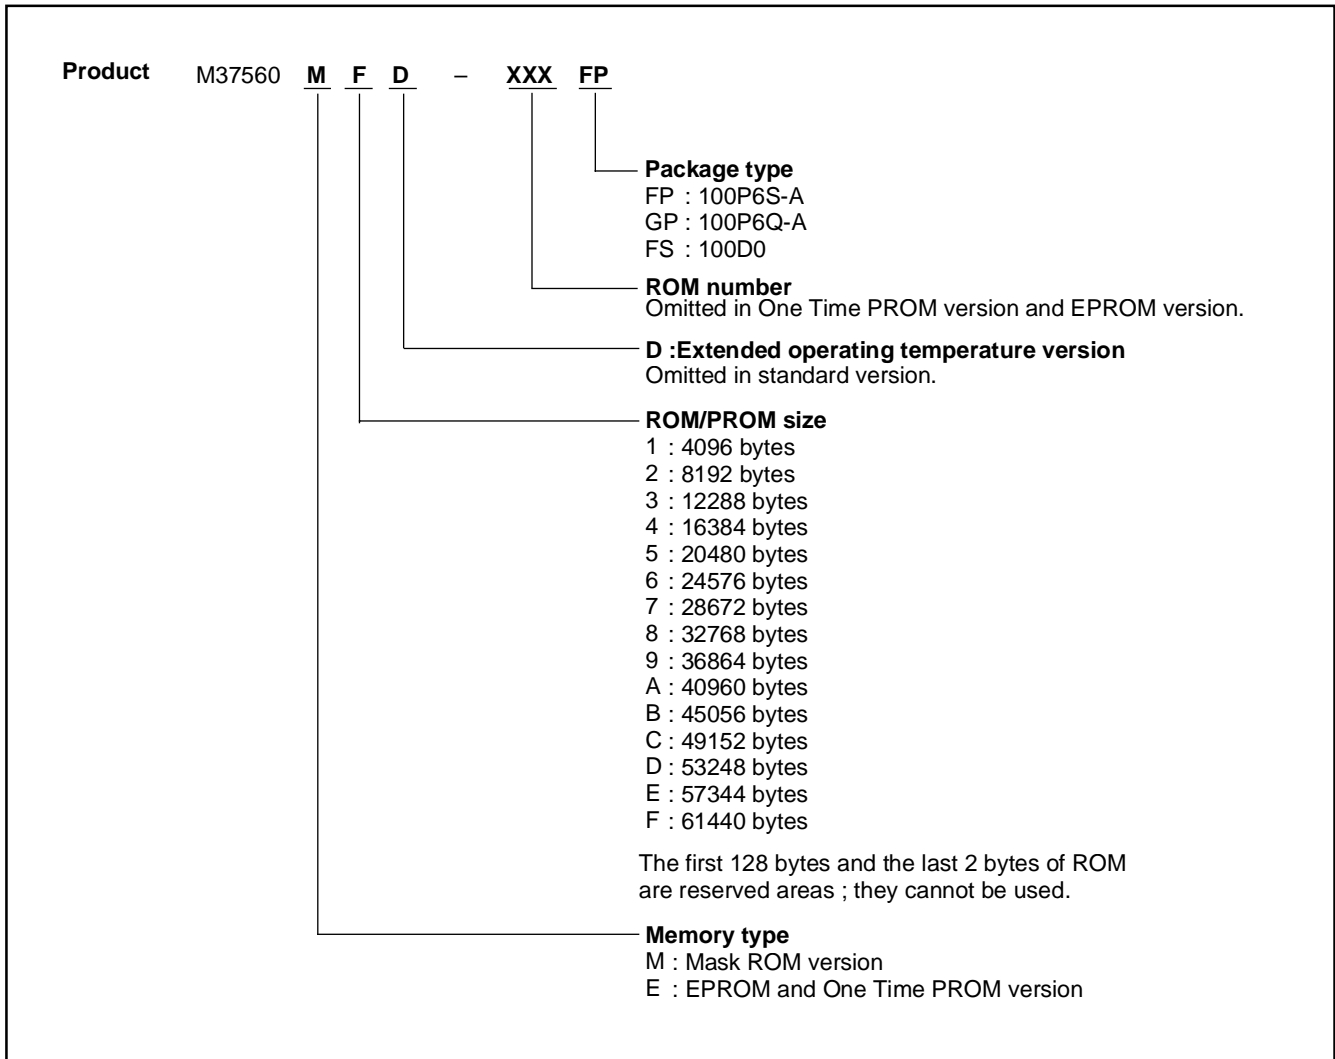 Product M37560 M F D – XXX FP
Package type
FP : 100P6S-A
GP : 100P6Q-A
FS : 100D0
ROM number
Omitted in One Time PROM version and EPROM version.
D :Extended operating temperature version
Omitted in standard version.
ROM/PROM size
1 : 4096 bytes
2 : 8192 bytes
3 : 12288 bytes
4 : 16384 bytes
5 : 20480 bytes
6 : 24576 bytes
7 : 28672 bytes
8 : 32768 bytes
9 : 36864 bytes
A : 40960 bytes
B : 45056 bytes
C : 49152 bytes
D : 53248 bytes
E : 57344 bytes
F : 61440 bytes
The first 128 bytes and the last 2 bytes of ROM
are reserved areas ; they cannot be used.
Memory type
M : Mask ROM version
E : EPROM and One Time PROM version